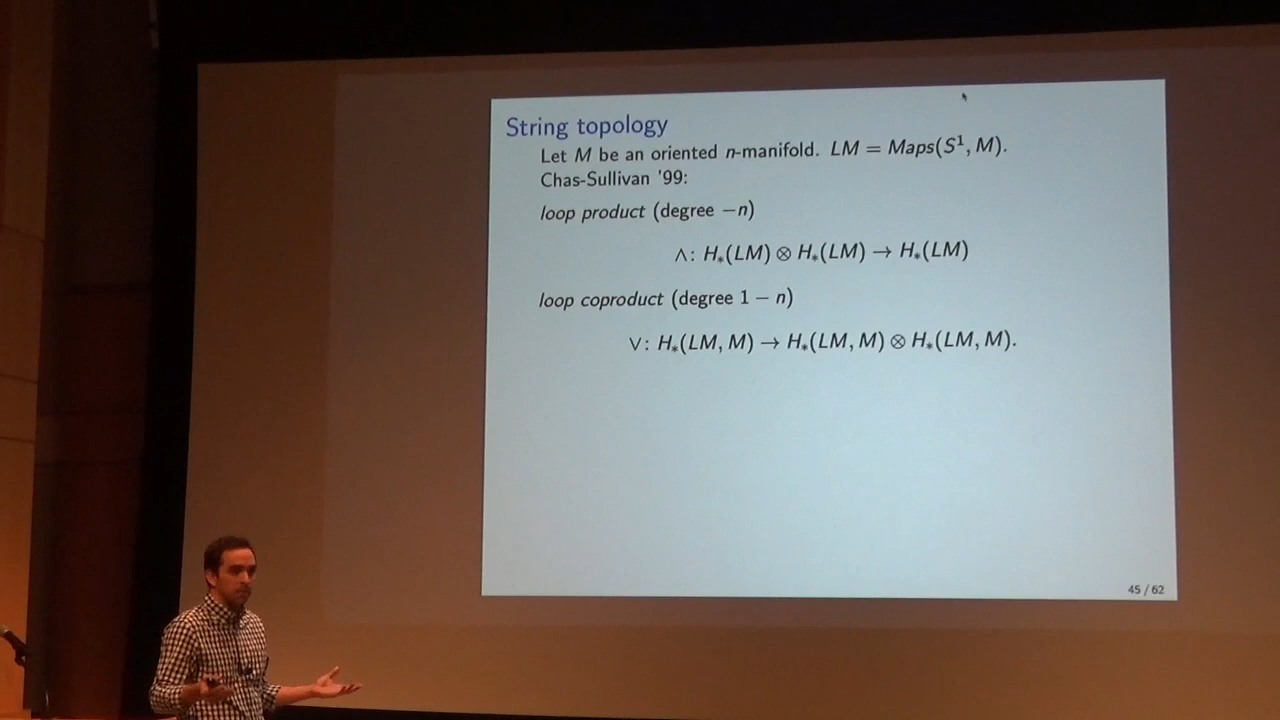 String topology
Let M be an oriented n-manifold. LM = Maps(S¹, M).
Chas-Sullivan '99:
loop product (degree −n)
∧: H∗(LM) ⊗ H∗(LM) → H∗(LM)
loop coproduct (degree 1 − n)
∨: H∗(LM, M) → H∗(LM, M) ⊗ H∗(LM, M).
45 / 62